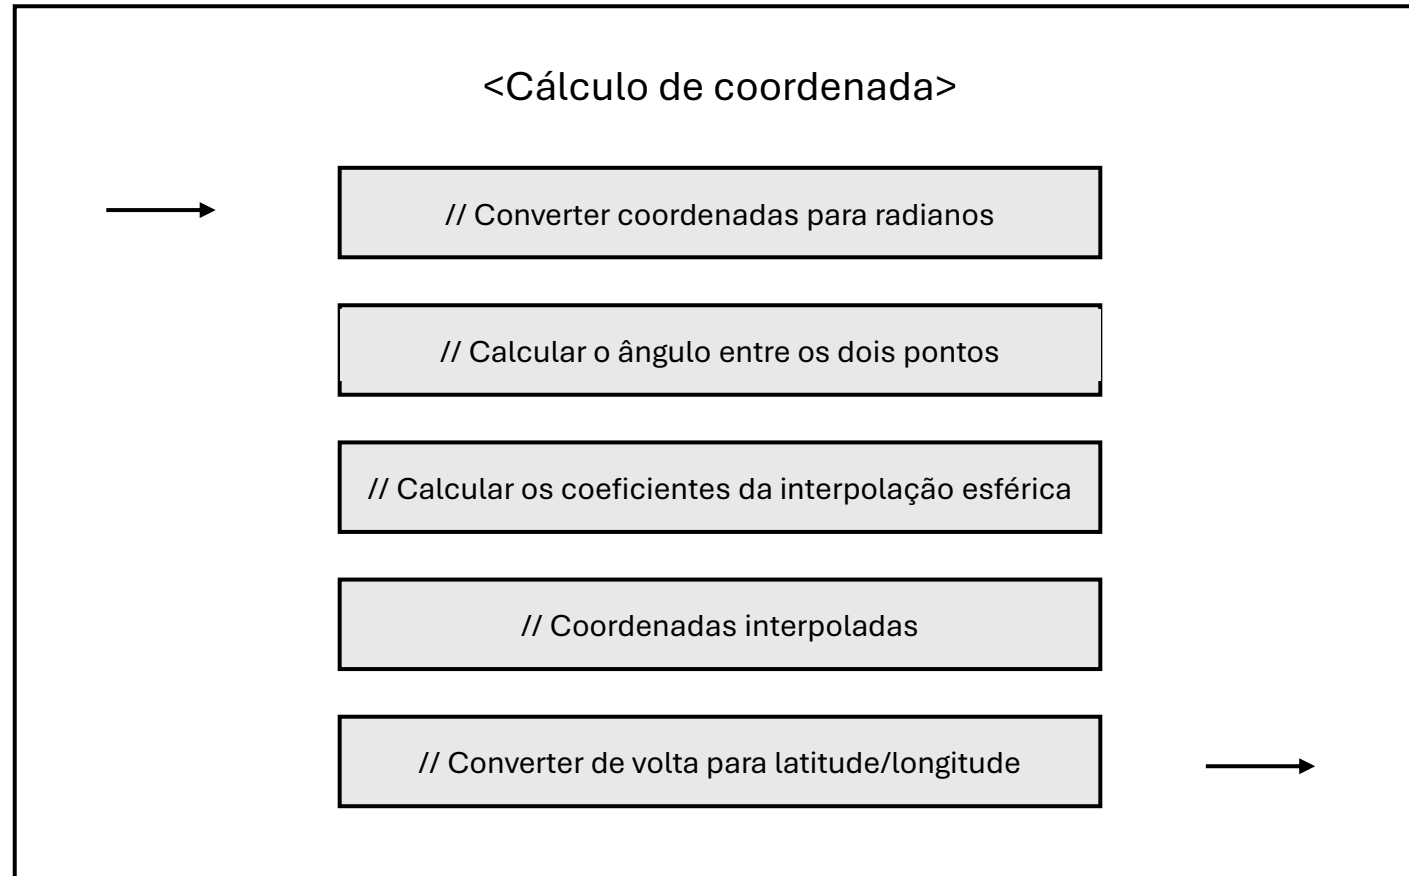 <Cálculo de coordenada>
// Converter coordenadas para radianos
// Calcular o ângulo entre os dois pontos
// Calcular os coeficientes da interpolação esférica
// Coordenadas interpoladas
// Converter de volta para latitude/longitude